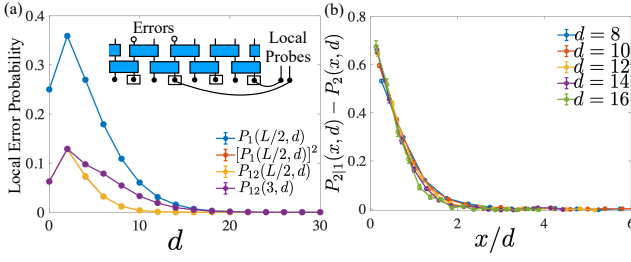 (a)
0.4
0.3
0.2
0.1
0
Local Error Probability
Errors
Local
Probes
P₁(L/2, d)
[P₁(L/2, d)]²
P₁₂(L/2, d)
P₁₂(3, d)
0 10 20 30
d
(b)
0.8
0.6
0.4
0.2
0.0
P₂|₁(x, d) − P₂(x, d)
d = 8
d = 10
d = 12
d = 14
d = 16
0 2 4 6
x/d